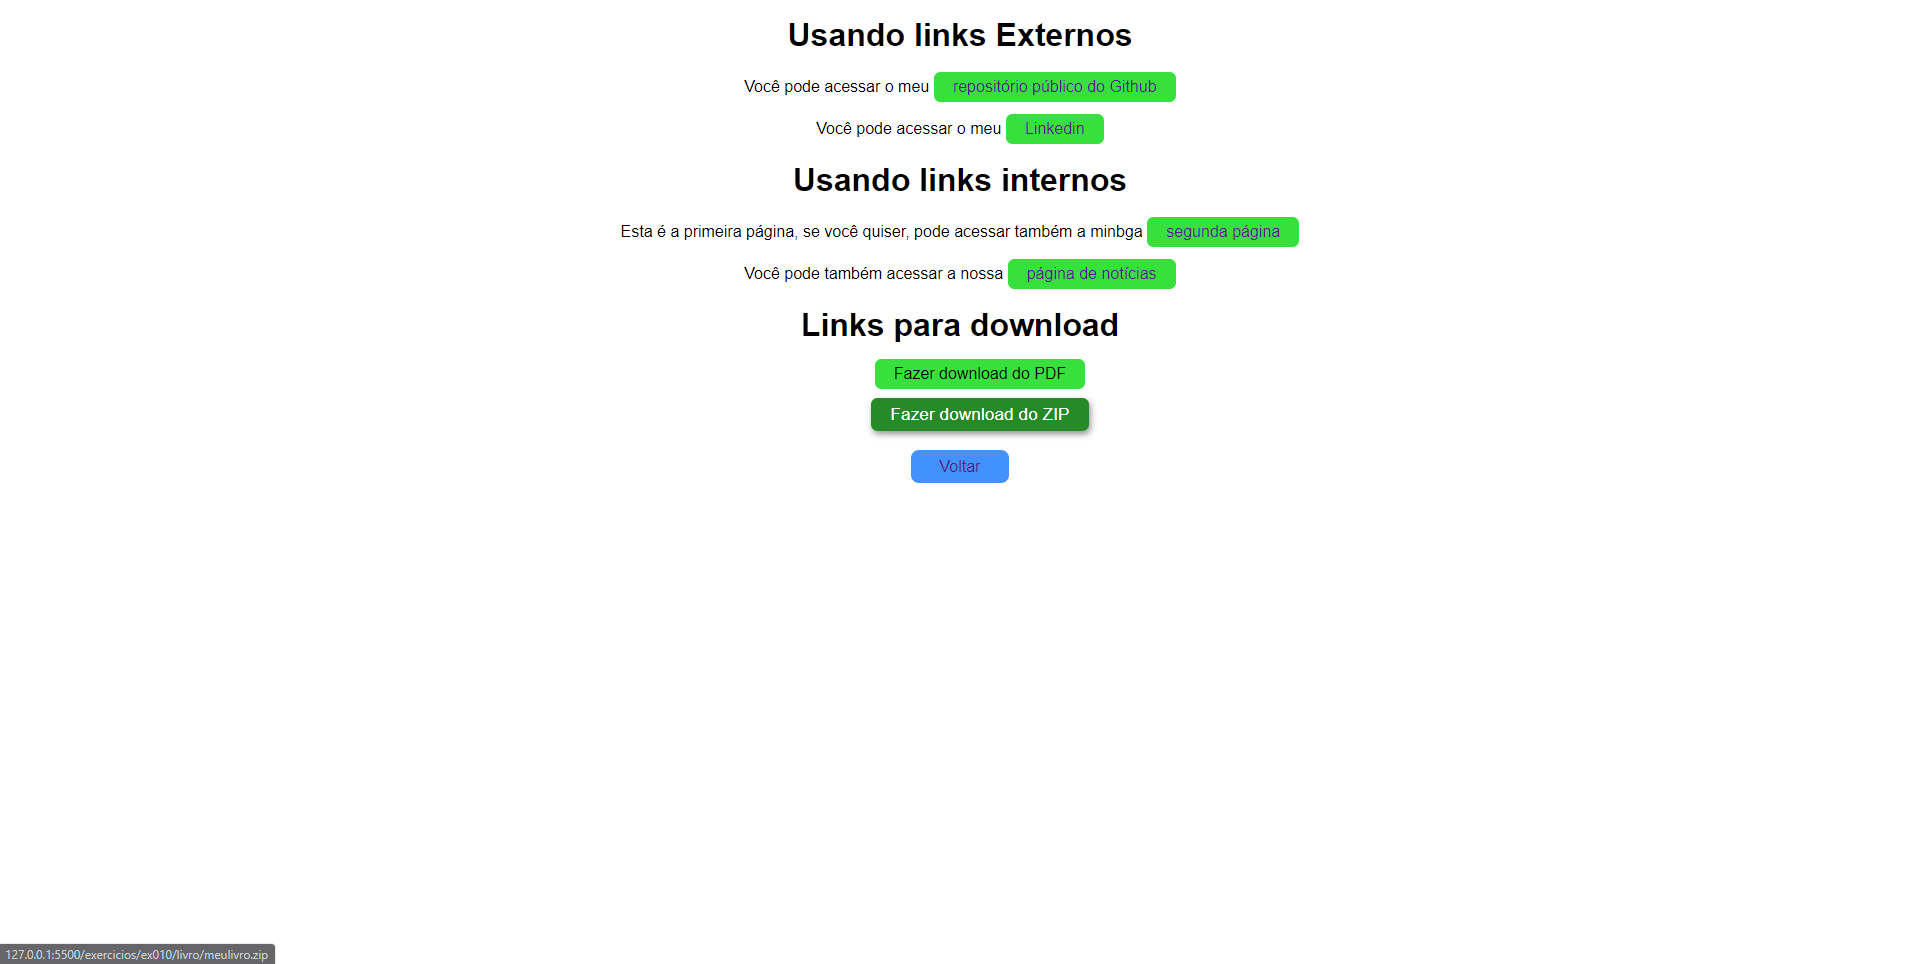 Usando links Externos
Você pode acessar o meu repositório público do Github
Você pode acessar o meu Linkedin
Usando links internos
Esta é a primeira página, se você quiser, pode acessar também a minbga segunda página
Você pode também acessar a nossa página de notícias
Links para download
Fazer download do PDF
Fazer download do ZIP
Voltar
127.0.0.1:5500/exercicios/ex010/livro/meulivro.zip